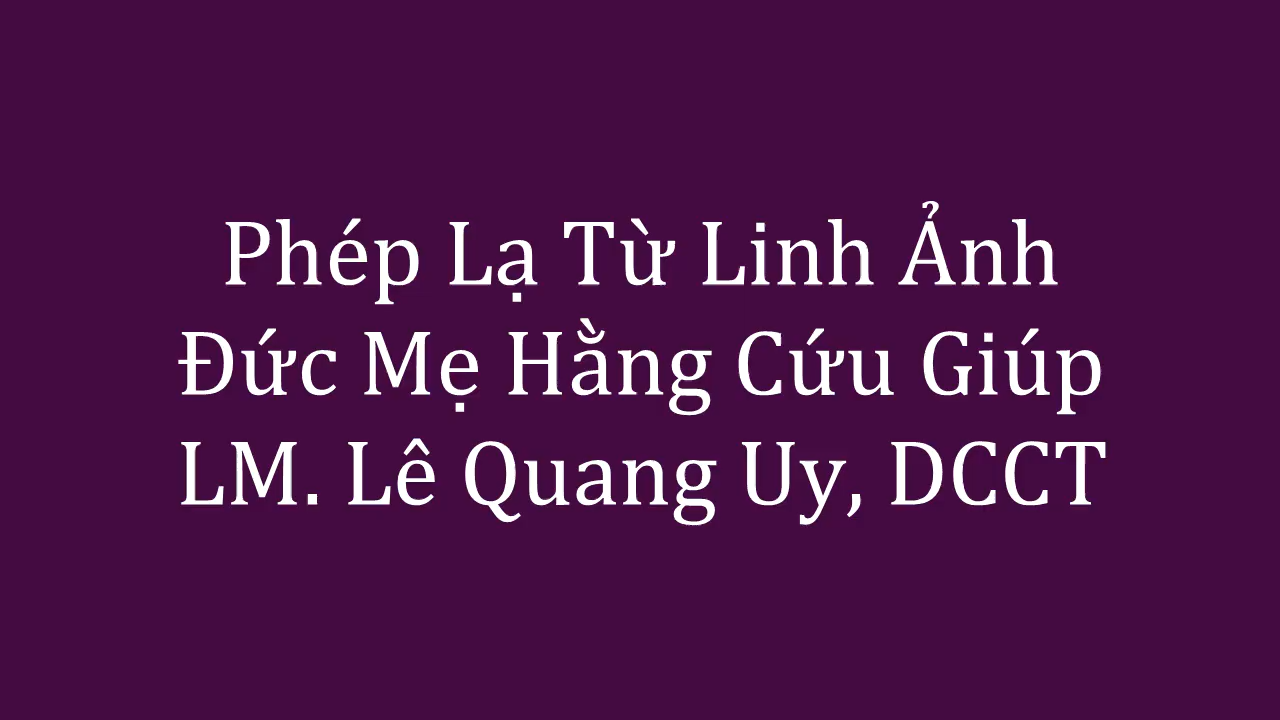 Phép Lạ Từ Linh Ảnh
Đức Mẹ Hằng Cứu Giúp
LM. Lê Quang Uy, DCCT